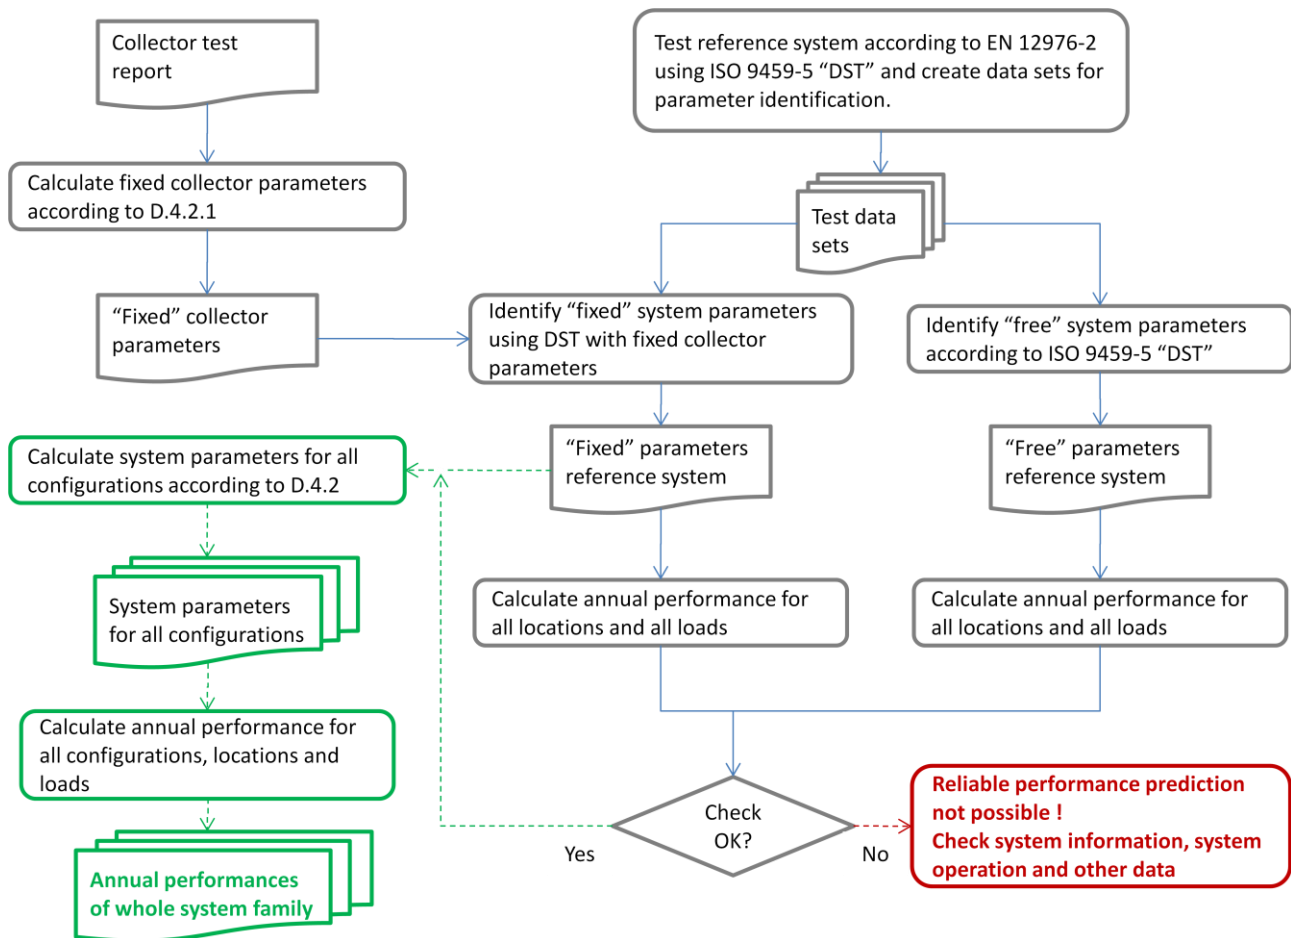 Collector test
report
Test reference system according to EN 12976-2
using ISO 9459-5 “DST” and create data sets for
parameter identification.
Calculate fixed collector parameters
according to D.4.2.1
Test data
sets
“Fixed” collector
parameters
Identify “fixed” system parameters
using DST with fixed collector
parameters
Identify “free” system parameters
according to ISO 9459-5 “DST”
Calculate system parameters for all
configurations according to D.4.2
“Fixed” parameters
reference system
“Free” parameters
reference system
System parameters
for all configurations
Calculate annual performance for
all locations and all loads
Calculate annual performance for
all locations and all loads
Calculate annual performance for
all configurations, locations and
loads
Check
OK?
Yes
No
Reliable performance prediction
not possible !
Check system information, system
operation and other data
Annual performances
of whole system family